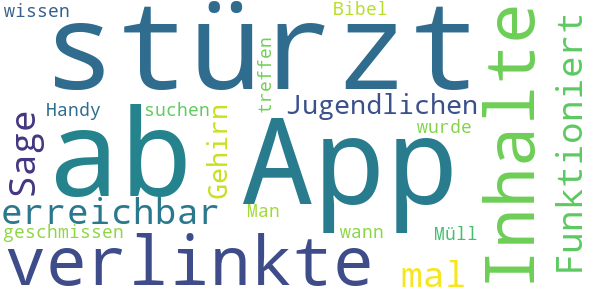 wissen
stürzt
Bibel
Inhalte
Funktioniert
treffen
Handy
suchen
Jugendlichen
Sage
ab
Gehirn
App
wurde
erreichbar
Man
geschmissen
verlinkte
wann
Müll
mal